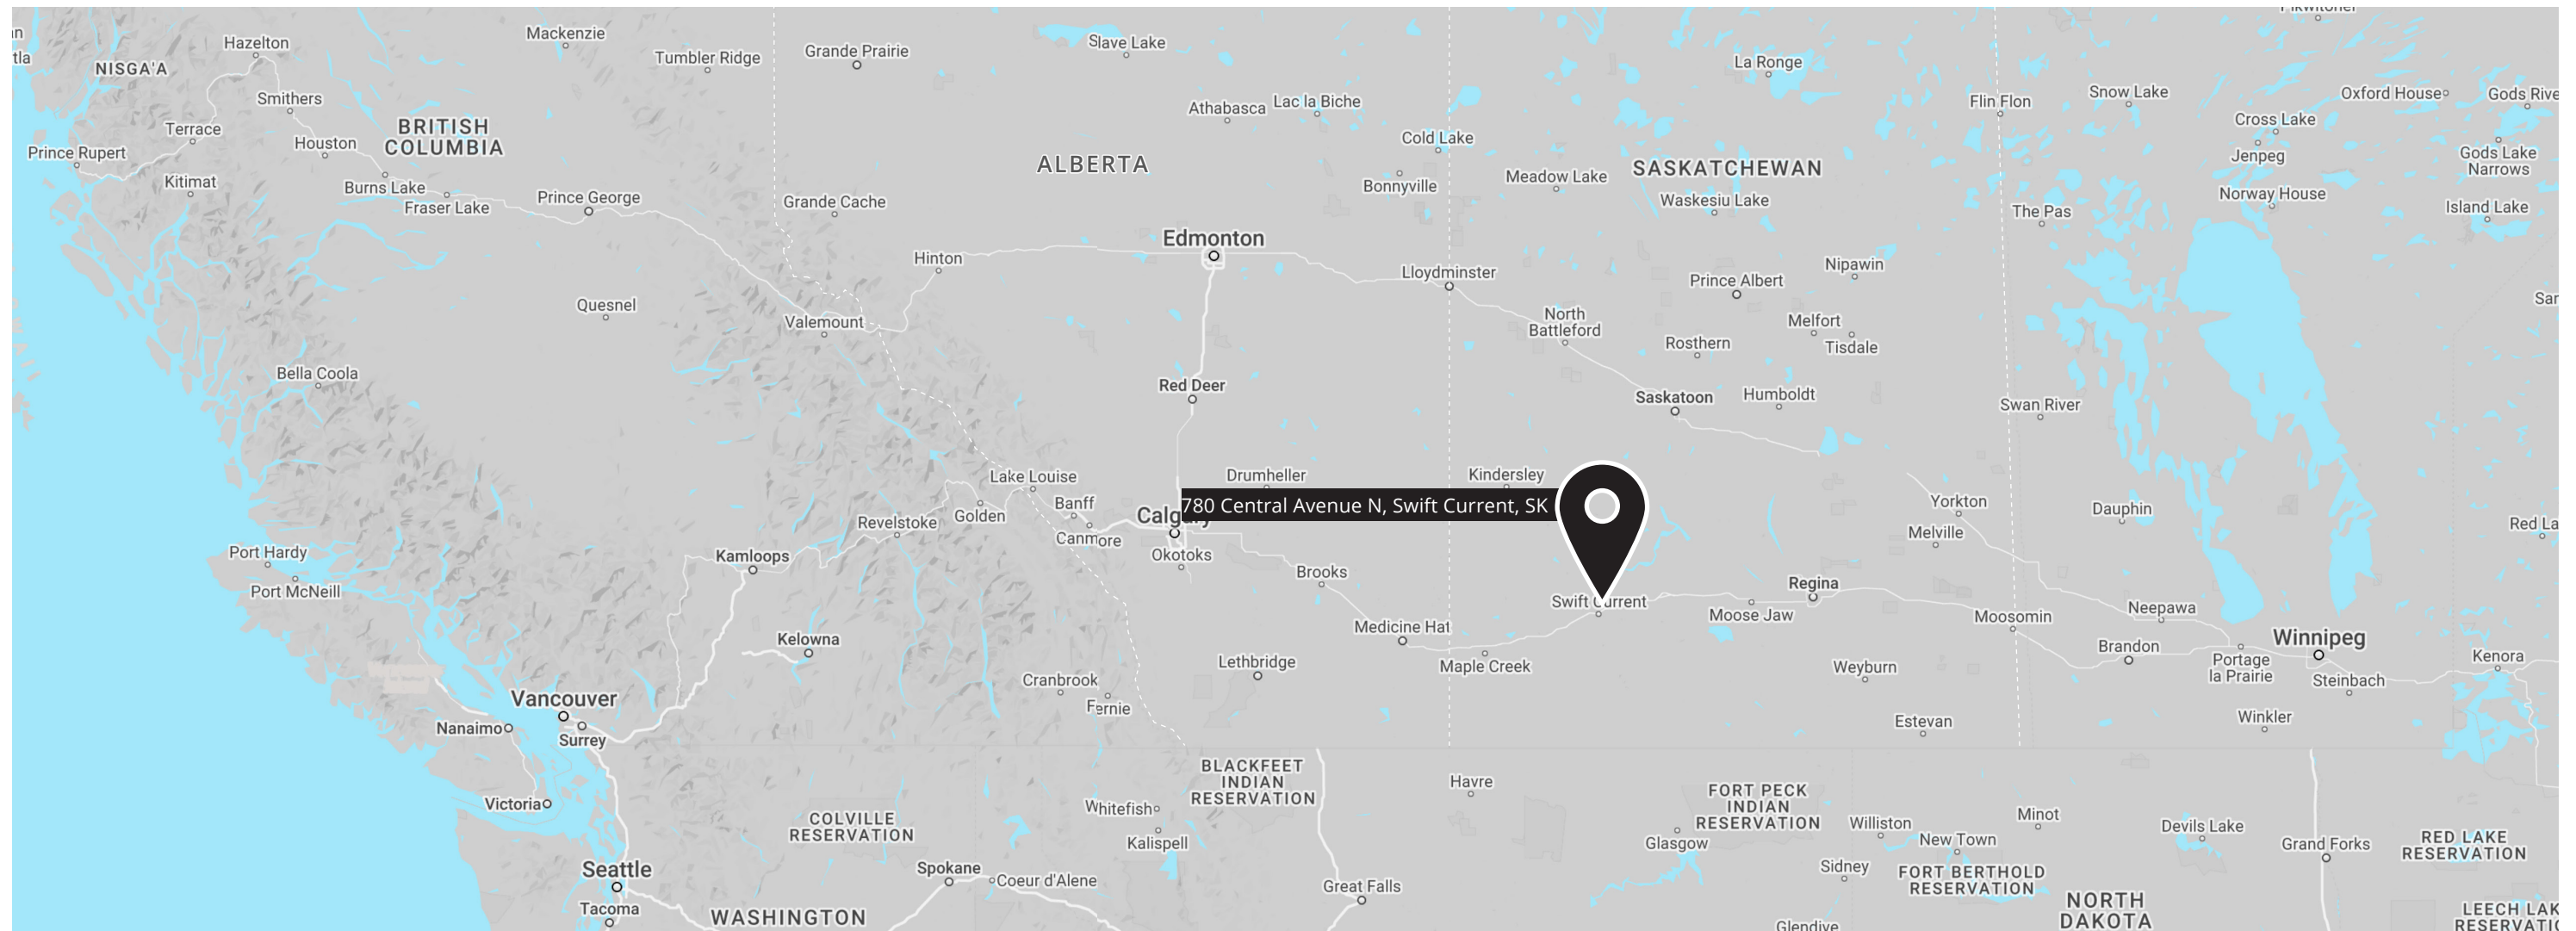 Hazelton
Mackenzie
Tumbler Ridge
Grande Prairie
Slave Lake
La Ronge
NISGA'A
Smithers
Athabasca
Lac la Biche
Flin Flon
Snow Lake
Oxford House
Gods Rive
Terrace
BRITISH
COLUMBIA
Houston
Cold Lake
Cross Lake
Prince Rupert
ALBERTA
SASKATCHEWAN
Jenpeg
Gods Lake
Narrows
Kitimat
Burns Lake
Fraser Lake
Prince George
Grande Cache
Bonnyville
Meadow Lake
Waskesiu Lake
The Pas
Norway House
Island Lake
Edmonton
Hinton
Lloydminster
Prince Albert
Nipawin
Quesnel
Valemount
North
Battleford
Rosthern
Melfort
Tisdale
Bella Coola
Red Deer
Saskatoon
Humboldt
Swan River
Lake Louise
Drumheller
Kindersley
780 Central Avenue N, Swift Current, SK
Banff
Golden
Revelstoke
Canmore
Okotoks
Yorkton
Melville
Dauphin
Red La
Port Hardy
Port McNeill
Kamloops
Brooks
Swift Current
Regina
Moose Jaw
Moosomin
Neepawa
Kelowna
Medicine Hat
Maple Creek
Lethbridge
Weyburn
Brandon
Portage
la Prairie
Winnipeg
Steinbach
Kenora
Cranbrook
Fernie
Vancouver
Nanaimo
Surrey
Estevan
Winkler
Victoria
BLACKFEET
INDIAN
RESERVATION
Havre
FORT PECK
INDIAN
RESERVATION
COLVILLE
RESERVATION
Whitefish
Kalispell
Glasgow
Williston
New Town
Minot
Devils Lake
Grand Forks
RED LAKE
RESERVATION
Seattle
Spokane
Coeur d'Alene
Great Falls
Sidney
FORT BERTHOLD
RESERVATION
Tacoma
WASHINGTON
Glendive
NORTH
DAKOTA
LEECH LAK